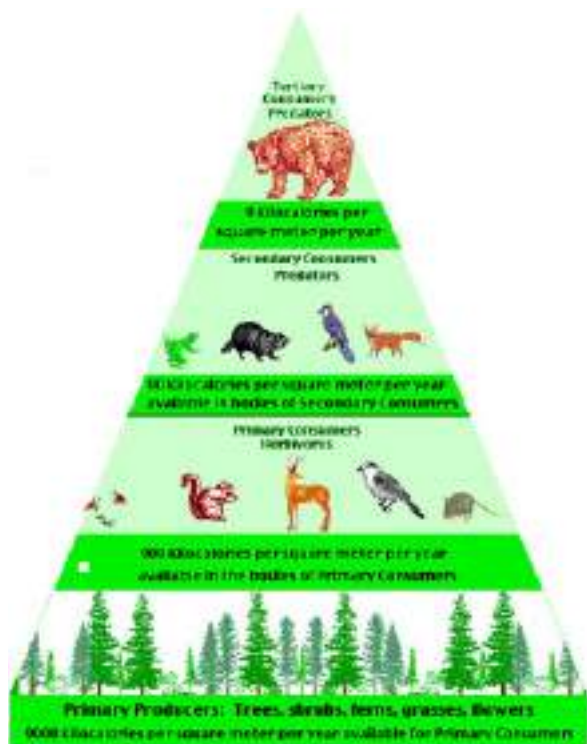 Tertiary
Consumers
Predators
kilocalories per
square meter per year
Secondary Consumers
Predators
kilocalories per square meter per year
available in bodies of Secondary Consumers
Primary Consumers
Herbivores
900 kilocalories per square meter per year
available in the bodies of Primary Consumers
Primary Producers: Trees, shrubs, ferns, grasses, flowers
9000 kilocalories per square meter per year available for Primary Consumers